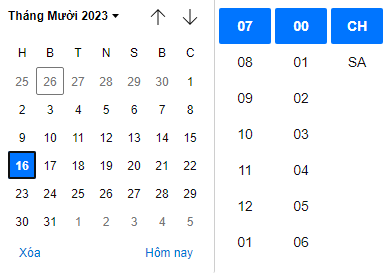 Tháng Mười 2023
H B T N S B C
25 26 27 28 29 30 1
2 3 4 5 6 7 8
9 10 11 12 13 14 15
16 17 18 19 20 21 22
23 24 25 26 27 28 29
30 31 1 2 3 4 5
Xóa Hôm nay
07 00 CH
08 01 SA
09 02
10 03
11 04
12 05
01 06